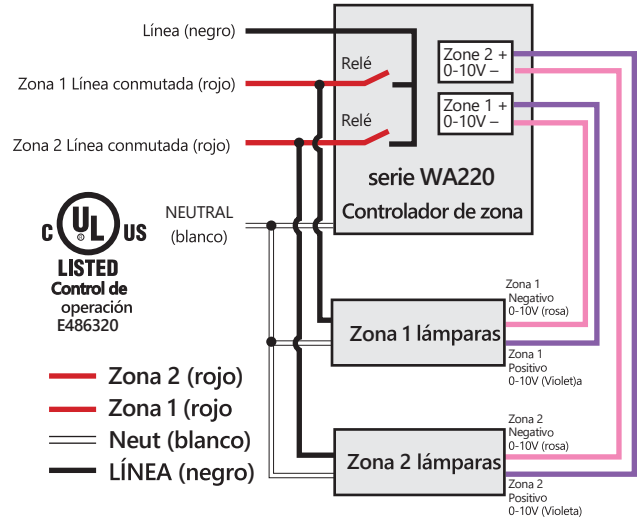 Línea (negro)
Zona 1 Línea conmutada (rojo)
Zona 2 Línea conmutada (rojo)
Relé
Relé
Zone 2 +
0-10V –
Zone 1 +
0-10V –
serie WA220
Controlador de zona
NEUTRAL
(blanco)
C UL US
®
LISTED
Control de
operación
E486320
Zona 1 lámparas
Zona 1
Negativo
0-10V (rosa)
Zona 1
Positivo
0-10V (Violet)a
Zona 2 (rojo)
Zona 1 (rojo
Neut (blanco)
LÍNEA (negro)
Zona 2 lámparas
Zona 2
Negativo
0-10V (rosa)
Zona 2
Positivo
0-10V (Violeta)